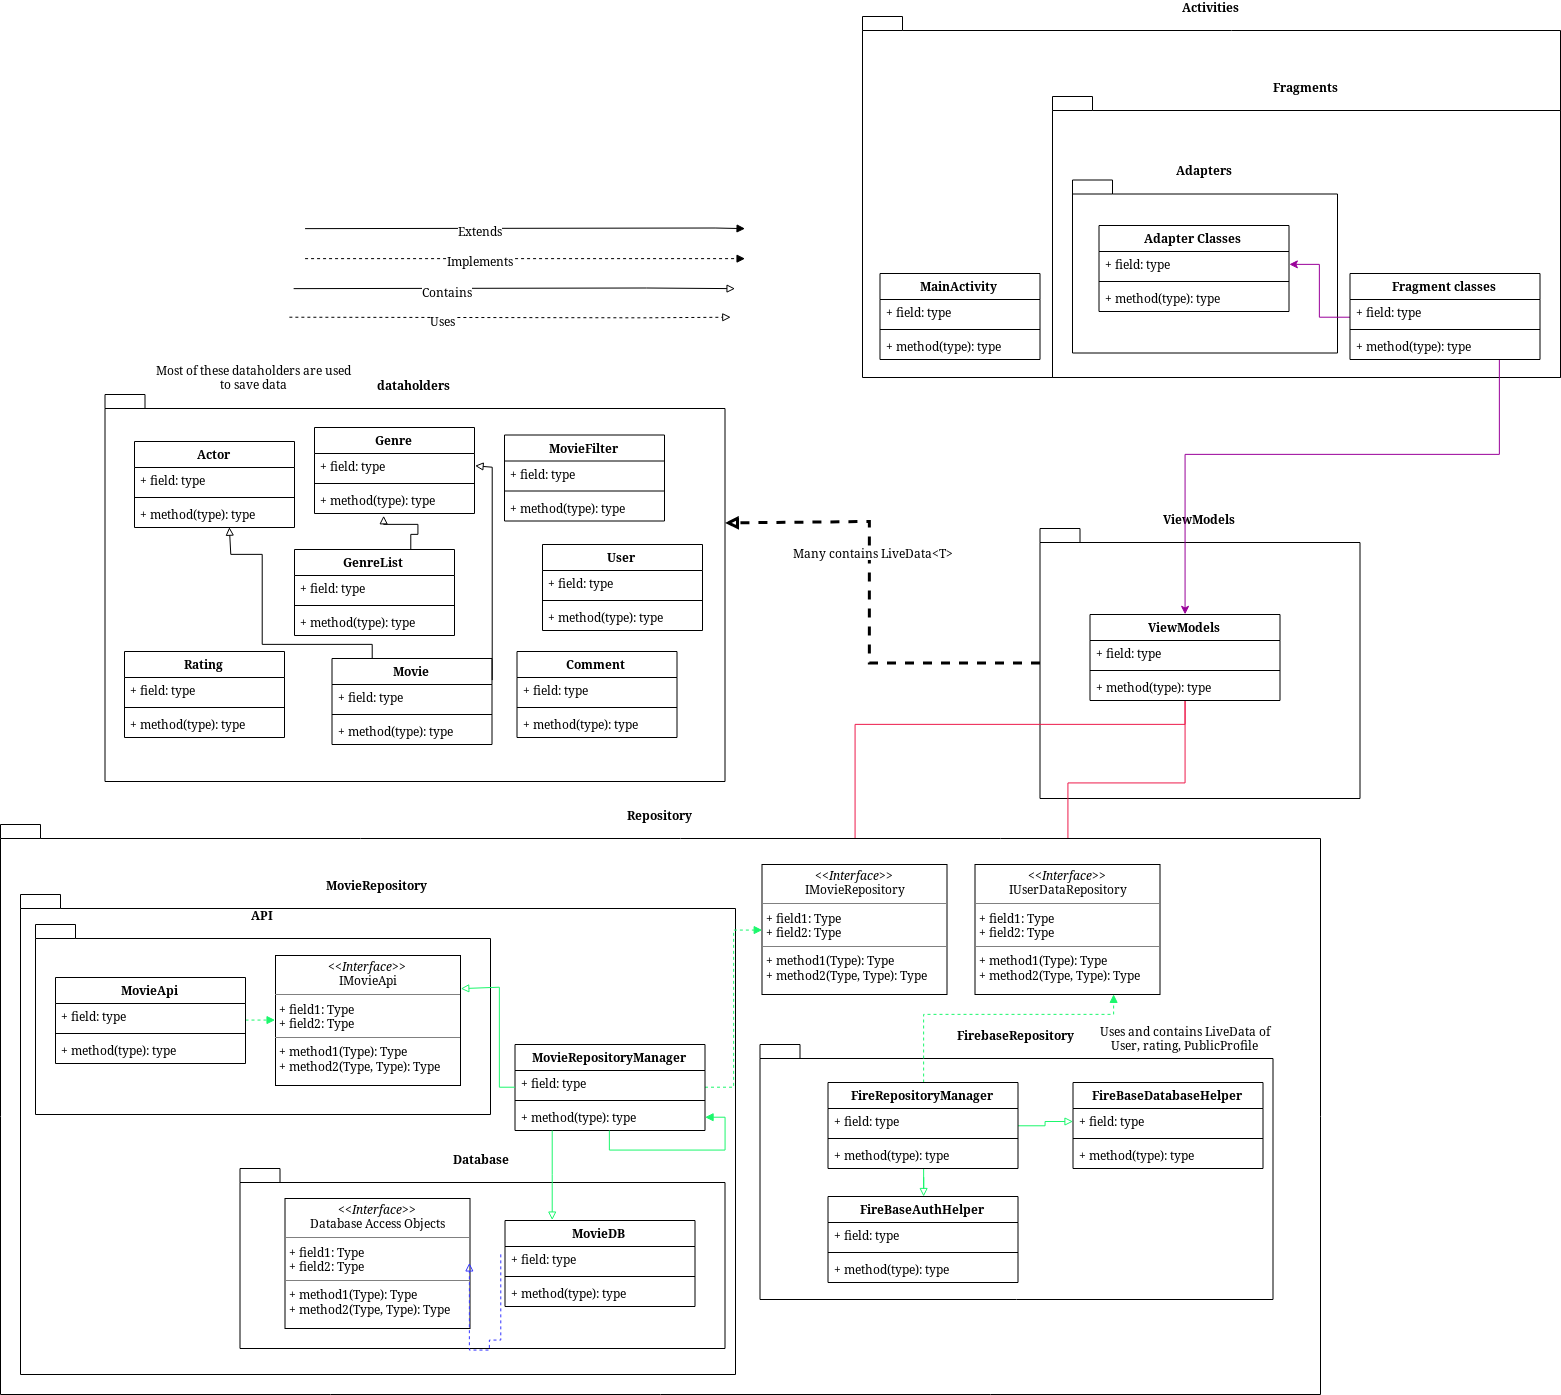 Activities
Fragments
Adapters
Adapter Classes
+ field: type
+ method(type): type
MainActivity
+ field: type
+ method(type): type
Fragment classes
+ field: type
+ method(type): type
Extends
Implements
Contains
Uses
Most of these dataholders are used
to save data
dataholders
Actor
+ field: type
+ method(type): type
Genre
+ field: type
+ method(type): type
MovieFilter
+ field: type
+ method(type): type
GenreList
+ field: type
+ method(type): type
User
+ field: type
+ method(type): type
Rating
+ field: type
+ method(type): type
Movie
+ field: type
+ method(type): type
Comment
+ field: type
+ method(type): type
Many contains LiveData<T>
ViewModels
ViewModels
+ field: type
+ method(type): type
Repository
MovieRepository
API
MovieApi
+ field: type
+ method(type): type
<<Interface>>
IMovieApi
+ field1: Type
+ field2: Type
+ method1(Type): Type
+ method2(Type, Type): Type
MovieRepositoryManager
+ field: type
+ method(type): type
Database
<<Interface>>
Database Access Objects
+ field1: Type
+ field2: Type
+ method1(Type): Type
+ method2(Type, Type): Type
MovieDB
+ field: type
+ method(type): type
<<Interface>>
IMovieRepository
+ field1: Type
+ field2: Type
+ method1(Type): Type
+ method2(Type, Type): Type
<<Interface>>
IUserDataRepository
+ field1: Type
+ field2: Type
+ method1(Type): Type
+ method2(Type, Type): Type
FirebaseRepository
Uses and contains LiveData of
User, rating, PublicProfile
FireRepositoryManager
+ field: type
+ method(type): type
FireBaseDatabaseHelper
+ field: type
+ method(type): type
FireBaseAuthHelper
+ field: type
+ method(type): type